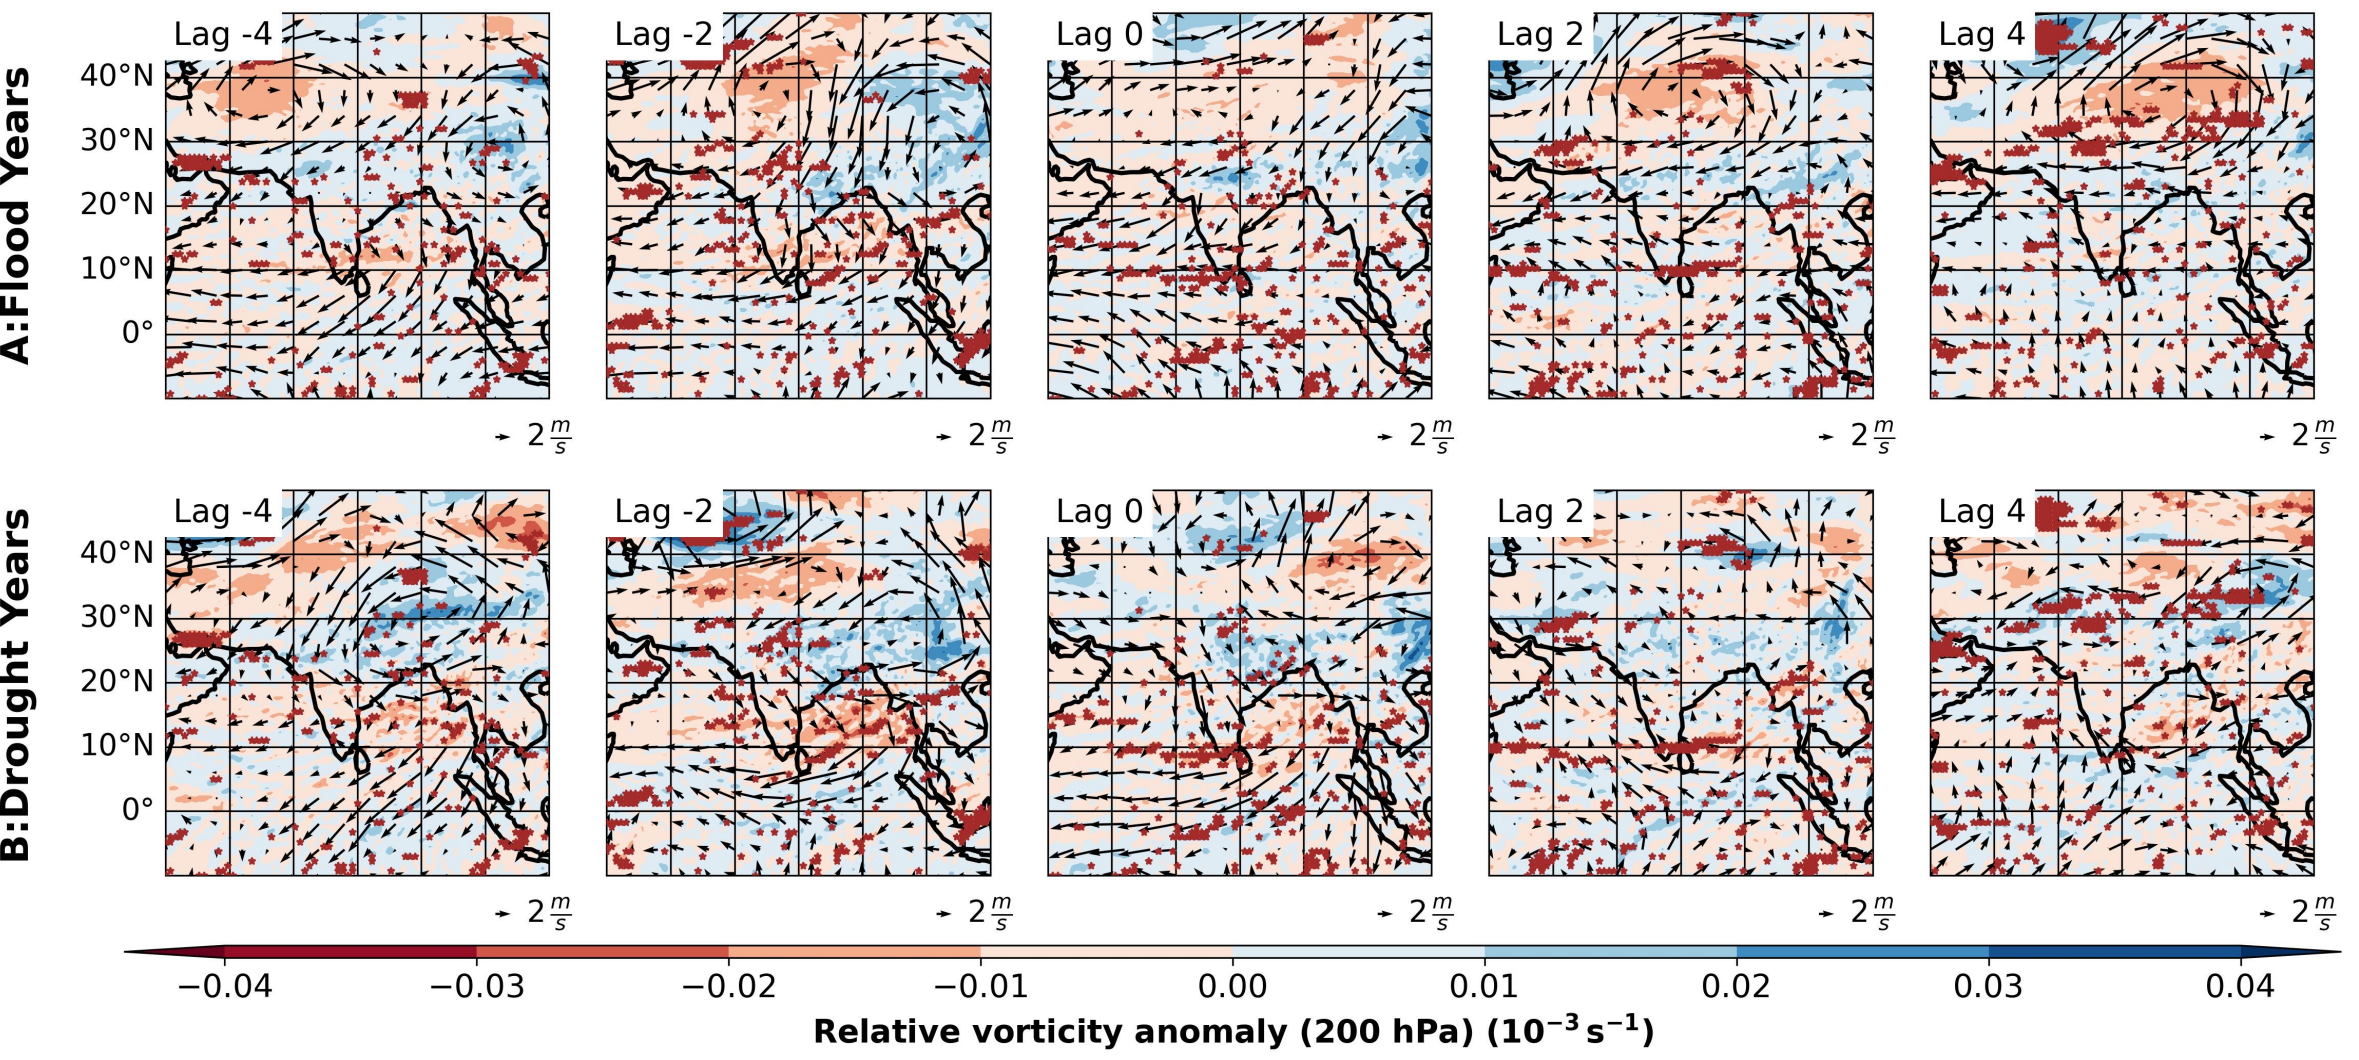 A:Flood Years
Lag -4
Lag -2
Lag 0
Lag 2
Lag 4
40°N
30°N
20°N
10°N
0°
2 m/s
2 m/s
2 m/s
2 m/s
2 m/s
B:Drought Years
Lag -4
Lag -2
Lag 0
Lag 2
Lag 4
40°N
30°N
20°N
10°N
0°
2 m/s
2 m/s
2 m/s
2 m/s
2 m/s
−0.04 −0.03 −0.02 −0.01 0.00 0.01 0.02 0.03 0.04
Relative vorticity anomaly (200 hPa) (10⁻³ s⁻¹)